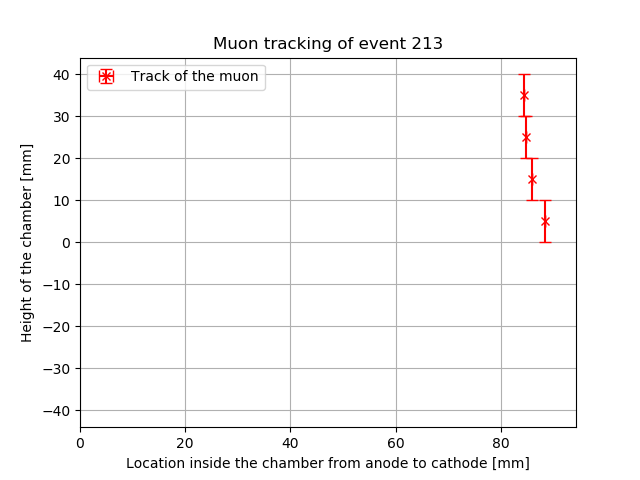 Muon tracking of event 213
Track of the muon
Height of the chamber [mm]
40
30
20
10
0
−10
−20
−30
−40
0 20 40 60 80
Location inside the chamber from anode to cathode [mm]